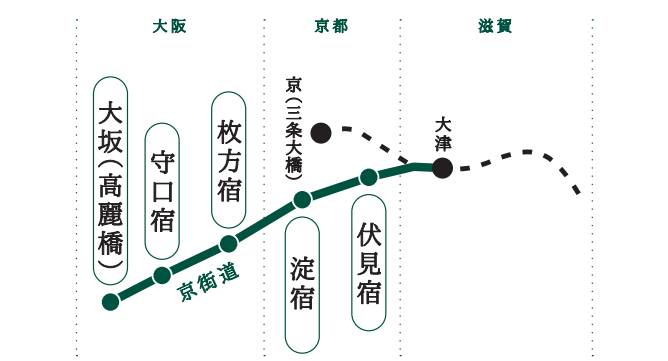 大阪
京都
滋賀
大坂（高麗橋）
守口宿
枚方宿
京（三条大橋）
大津
淀宿
伏見宿
京街道